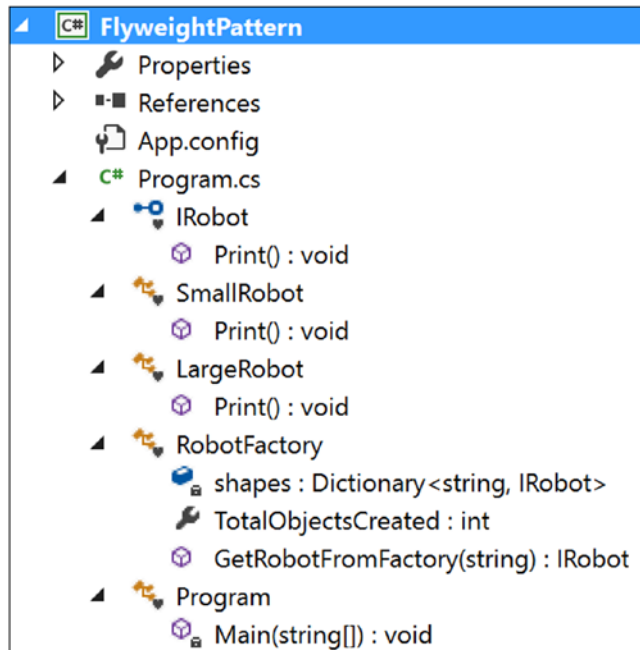 C# FlyweightPattern
Properties
References
App.config
C# Program.cs
IRobot
Print() : void
SmallRobot
Print() : void
LargeRobot
Print() : void
RobotFactory
shapes : Dictionary<string, IRobot>
TotalObjectsCreated : int
GetRobotFromFactory(string) : IRobot
Program
Main(string[]) : void